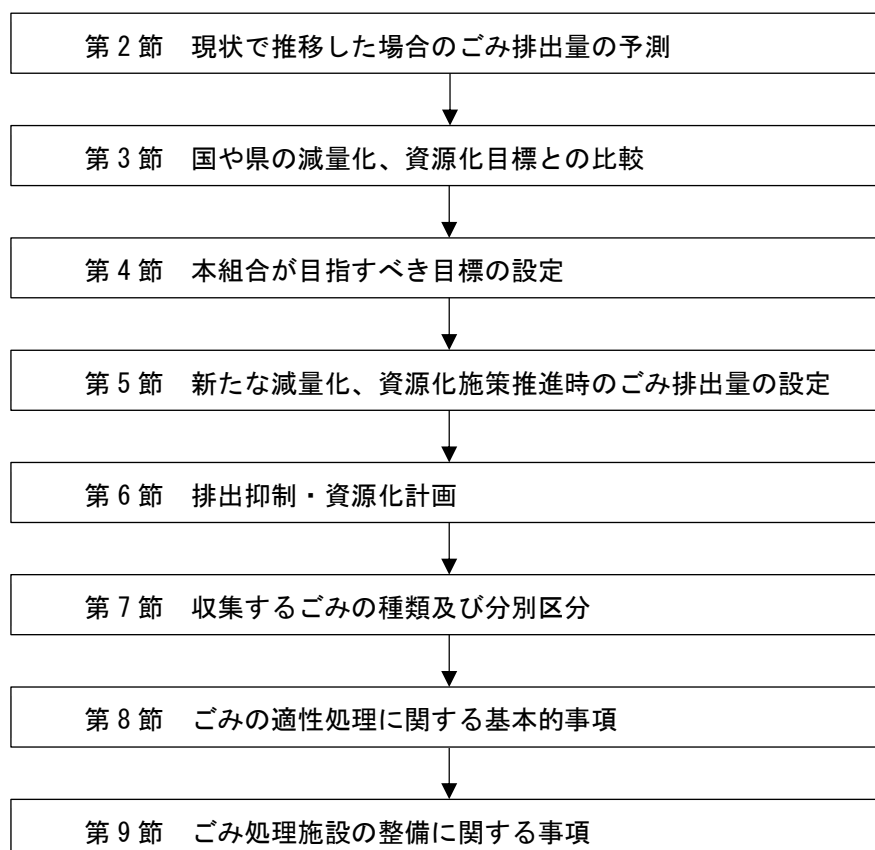 第2節 現状で推移した場合のごみ排出量の予測
第3節 国や県の減量化、資源化目標との比較
第4節 本組合が目指すべき目標の設定
第5節 新たな減量化、資源化施策推進時のごみ排出量の設定
第6節 排出抑制・資源化計画
第7節 収集するごみの種類及び分別区分
第8節 ごみの適性処理に関する基本的事項
第9節 ごみ処理施設の整備に関する事項